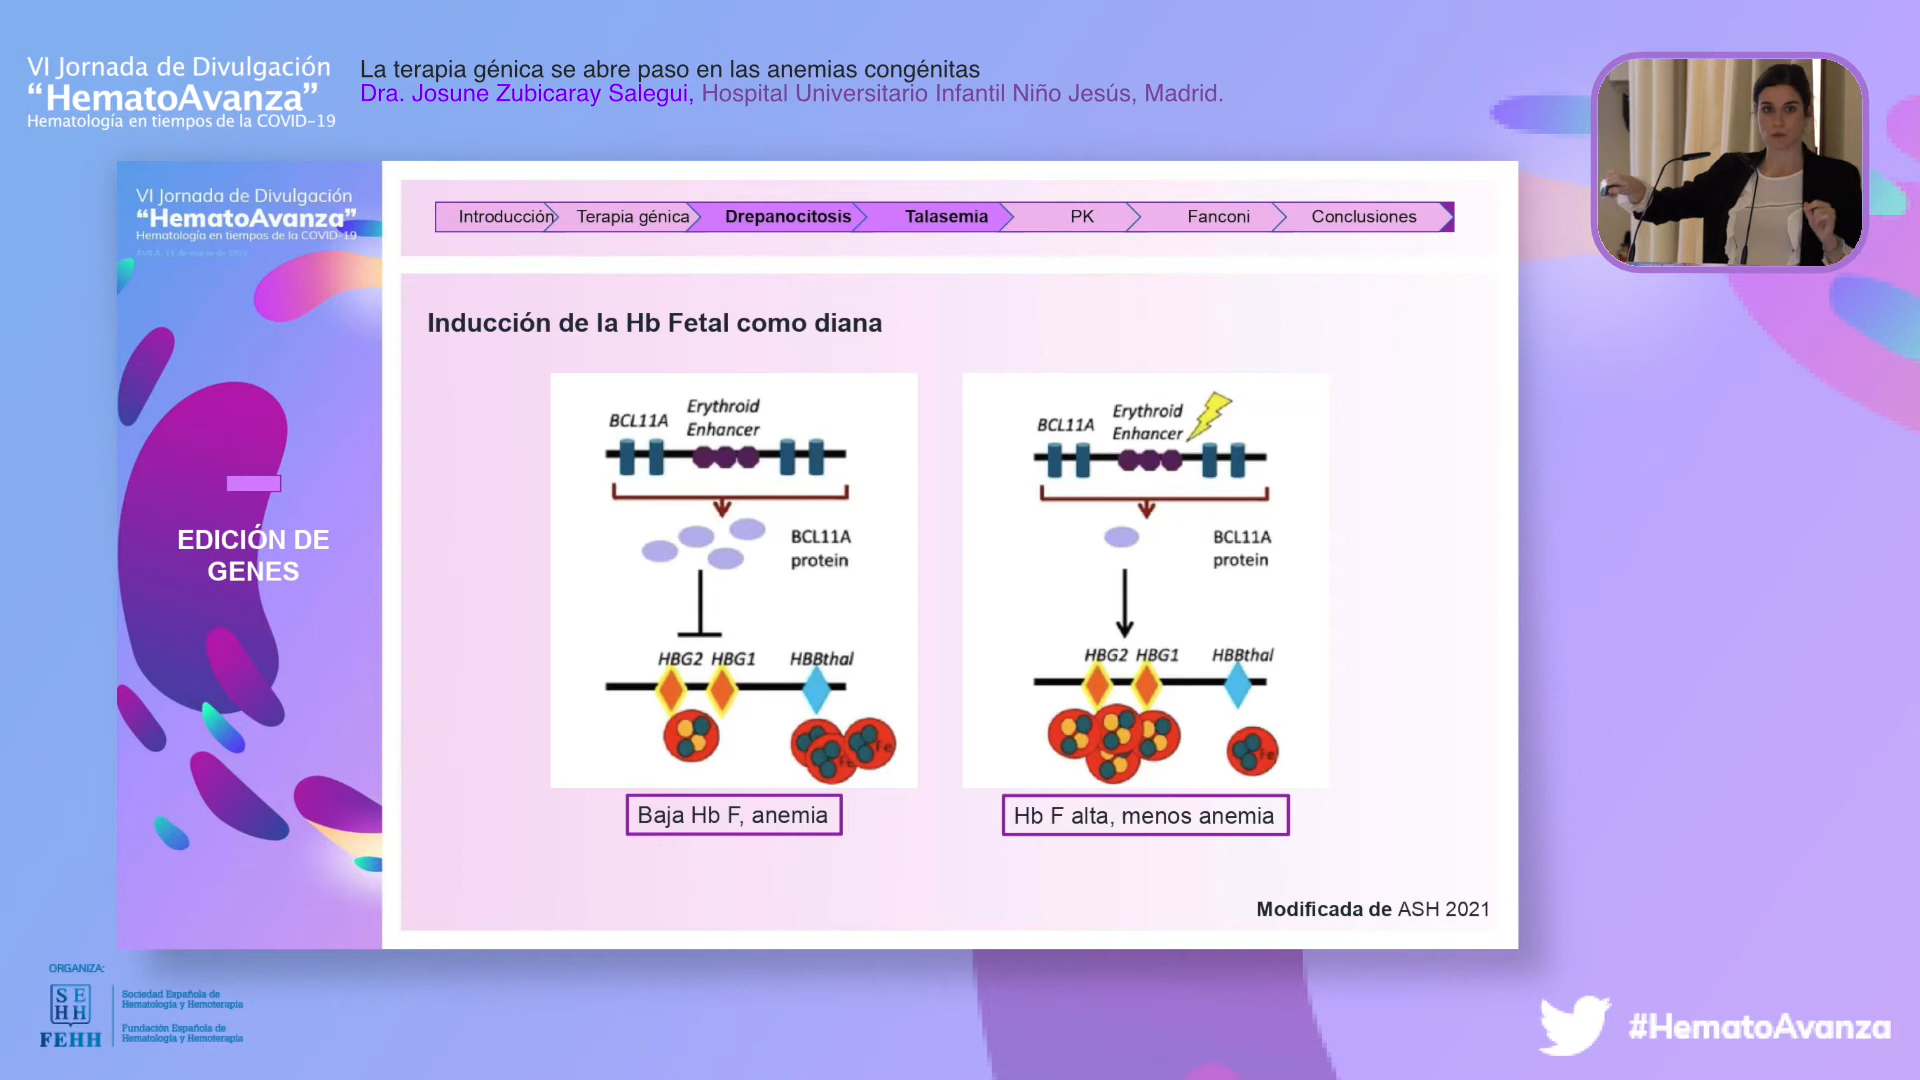 VI Jornada de Divulgación
“HematoAvanza”
Hematología en tiempos de la COVID-19
La terapia génica se abre paso en las anemias congénitas
Dra. Josune Zubicaray Salegui, Hospital Universitario Infantil Niño Jesús, Madrid.
VI Jornada de Divulgación
“HematoAvanza”
Hematología en tiempos de la COVID-19
EDICIÓN DE
GENES
Introducción Terapia génica Drepanocitosis Talasemia PK Fanconi Conclusiones
Inducción de la Hb Fetal como diana
BCL11A
Erythroid
Enhancer
BCL11A
protein
HBG2 HBG1 HBBthal
Fe
Fe
Baja Hb F, anemia
BCL11A
Erythroid
Enhancer
BCL11A
protein
HBG2 HBG1 HBBthal
Fe
Hb F alta, menos anemia
Modificada de ASH 2021
ORGANIZA:
SE
HH
FEHH
Sociedad Española de
Hematología y Hemoterapia
Fundación Española de
Hematología y Hemoterapia
#HematoAvanza